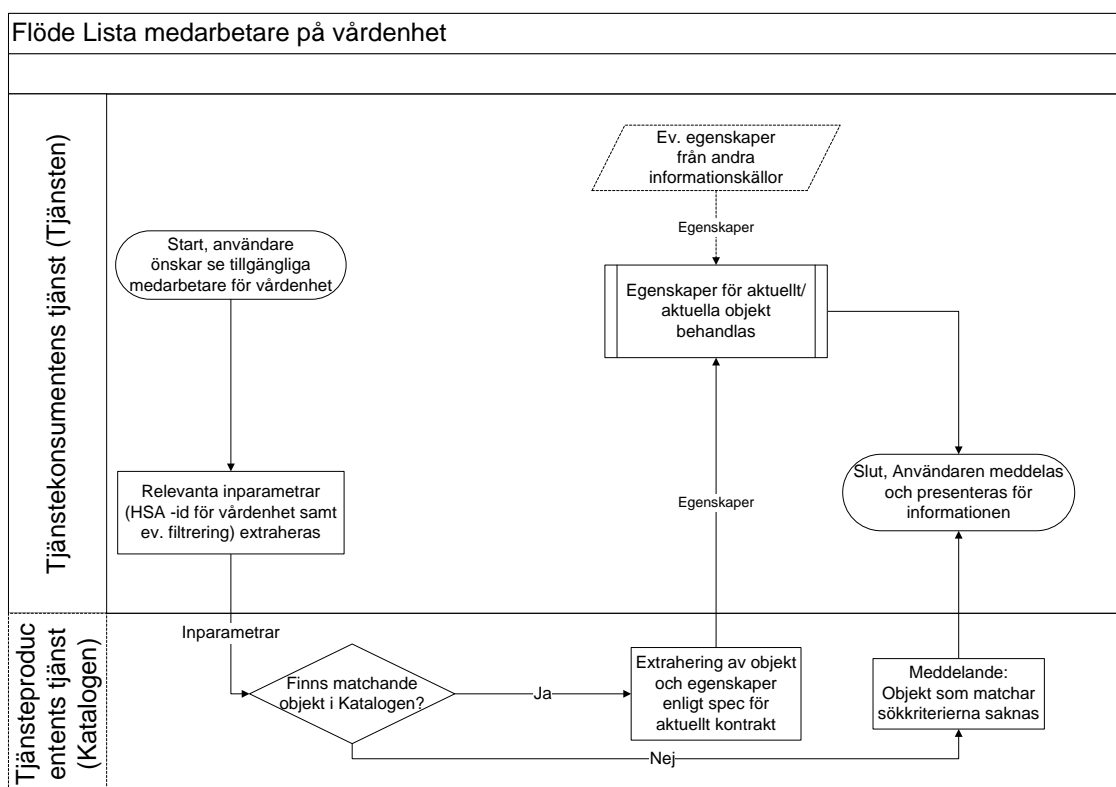 Flöde Lista medarbetare på vårdenhet
Tjänstekonsumentens tjänst (Tjänsten)
Ev. egenskaper
från andra
informationskällor
Egenskaper
Start, användare
önskar se tillgängliga
medarbetare för vårdenhet
Egenskaper för aktuellt/
aktuella objekt
behandlas
Relevanta inparametrar
(HSA -id för vårdenhet samt
ev. filtrering) extraheras
Egenskaper
Slut, Användaren meddelas
och presenteras för
informationen
Tjänsteproduc
entents tjänst
(Katalogen)
Inparametrar
Finns matchande
objekt i Katalogen?
Ja
Extrahering av objekt
och egenskaper
enligt spec för
aktuellt kontrakt
Meddelande:
Objekt som matchar
sökkriterierna saknas
Nej